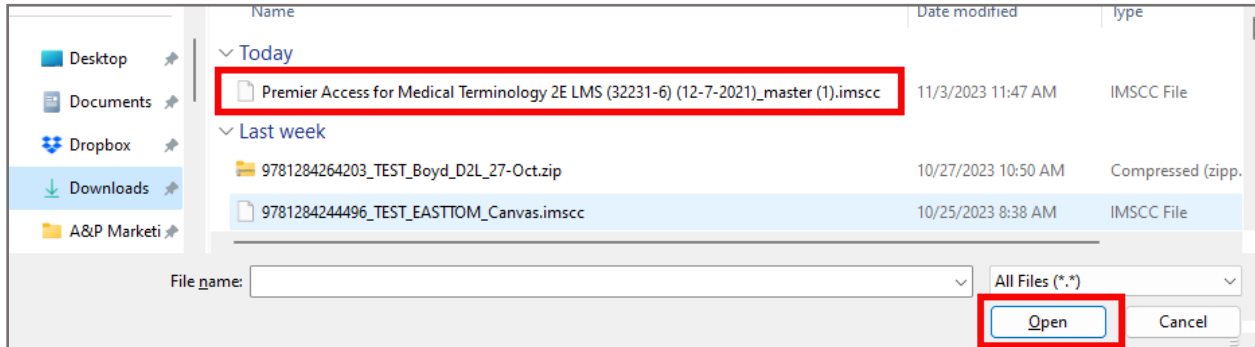 Name Date modified Type
Today
Desktop
Premier Access for Medical Terminology 2E LMS (32231-6) (12-7-2021)_master (1).imscc 11/3/2023 11:47 AM IMSCC File
Documents
Last week
Dropbox
9781284264203_TEST_Boyd_D2L_27-Oct.zip 10/27/2023 10:50 AM Compressed (zipp.
Downloads
9781284244496_TEST_EASTTOM_Canvas.imscc 10/25/2023 8:38 AM IMSCC File
A&P Marketi
File name: All Files (*.*)
Open Cancel